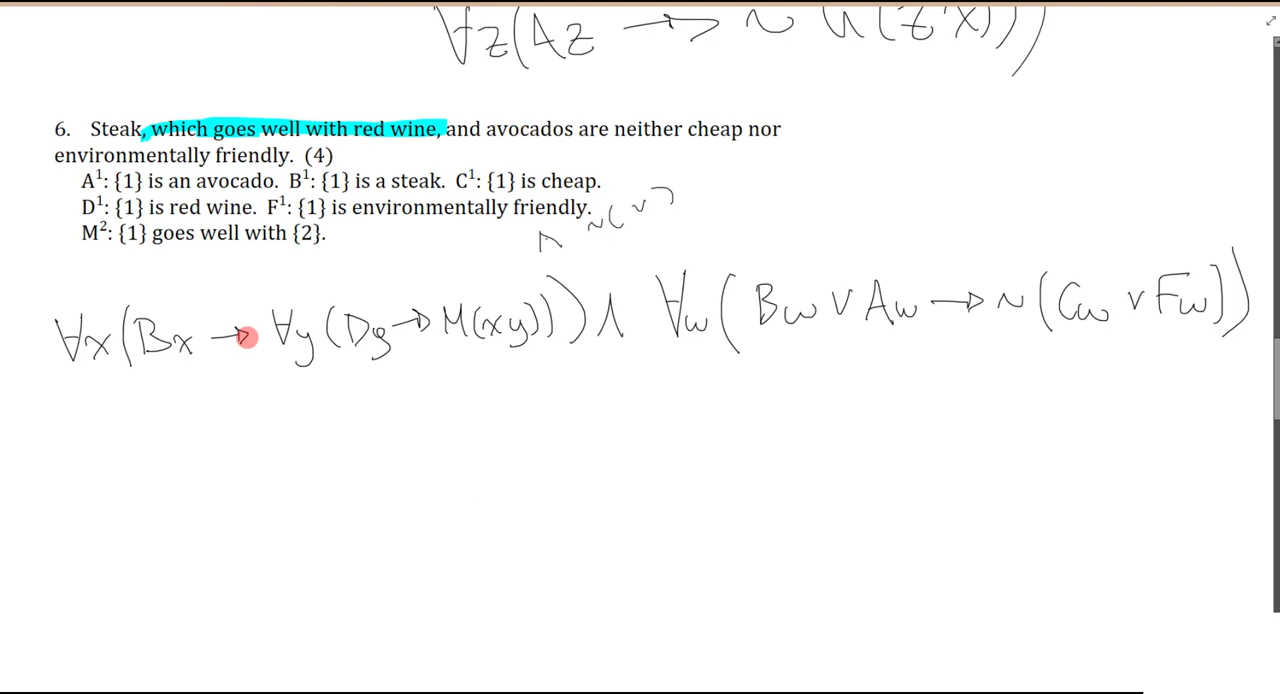 ∀z(Az → ~ N(z x)))
6. Steak, which goes well with red wine, and avocados are neither cheap nor
environmentally friendly. (4)
A¹: {1} is an avocado. B¹: {1} is a steak. C¹: {1} is cheap.
D¹: {1} is red wine. F¹: {1} is environmentally friendly.
M²: {1} goes well with {2}.
∧ ~( ∨ )
∀x(Bx → ∀y(Dy → M(xy))) ∧ ∀w(Bw ∨ Aw → ~(Cw ∨ Fw))